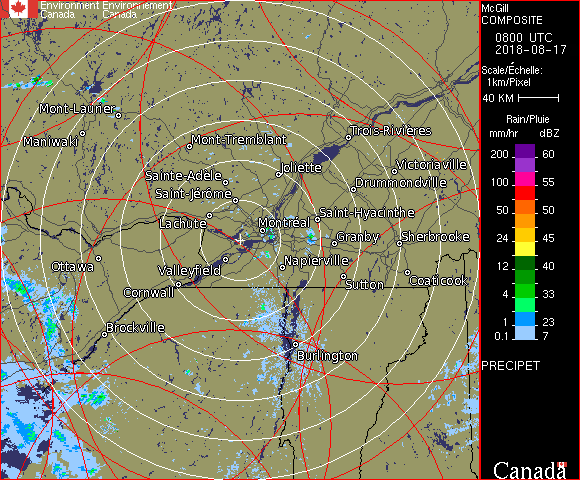 Environment Environnement
Canada Canada
McGill
COMPOSITE
0800 UTC
2018-08-17
Scale/Échelle:
1km/Pixel
40 KM
Rain/Pluie
mm/hr dBZ
200 60
100 55
50 50
24 45
12 40
4 33
1 23
0.1 7
PRECIPET
Canada
Mont-Laurier
Maniwaki
Mont-Tremblant
Trois-Rivières
Sainte-Adèle
Joliette
Victoriaville
Saint-Jérôme
Drummondville
Lachute
Montréal
Saint-Hyacinthe
Granby
Sherbrooke
Ottawa
Valleyfield
Napierville
Cornwall
Sutton
Coaticook
Brockville
Burlington